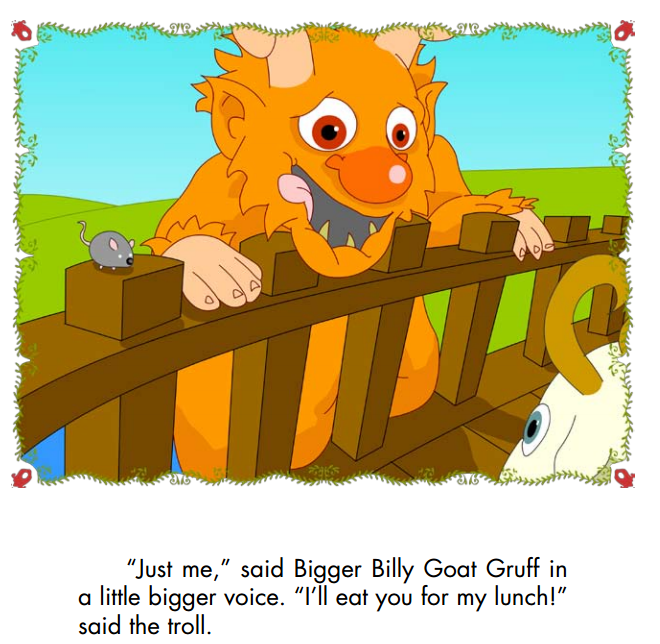 “Just me,” said Bigger Billy Goat Gruff in
a little bigger voice. “I’ll eat you for my lunch!”
said the troll.